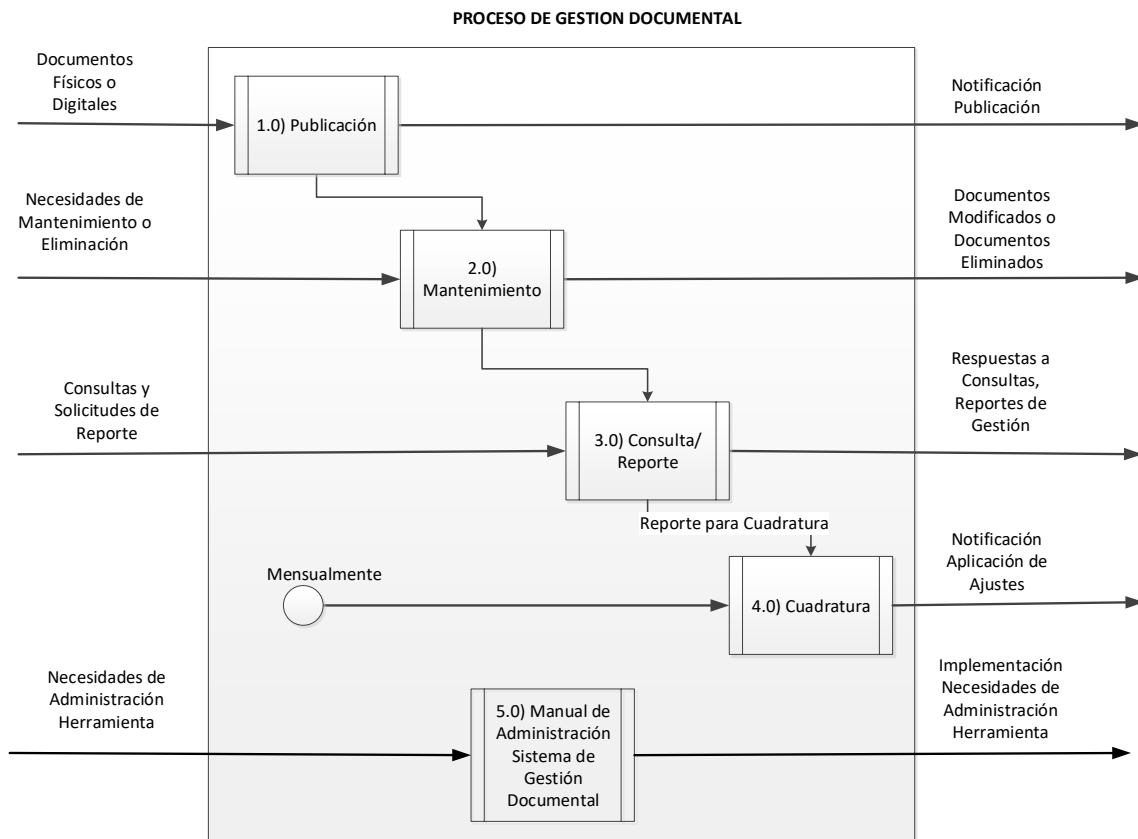 PROCESO DE GESTION DOCUMENTAL
Documentos
Físicos o
Digitales
1.0) Publicación
Notificación
Publicación
Necesidades de
Mantenimiento o
Eliminación
2.0)
Mantenimiento
Documentos
Modificados o
Documentos
Eliminados
Consultas y
Solicitudes de
Reporte
3.0) Consulta/
Reporte
Respuestas a
Consultas,
Reportes de
Gestión
Reporte para Cuadratura
Mensualmente
4.0) Cuadratura
Notificación
Aplicación de
Ajustes
Necesidades de
Administración
Herramienta
5.0) Manual de
Administración
Sistema de
Gestión
Documental
Implementación
Necesidades de
Administración
Herramienta